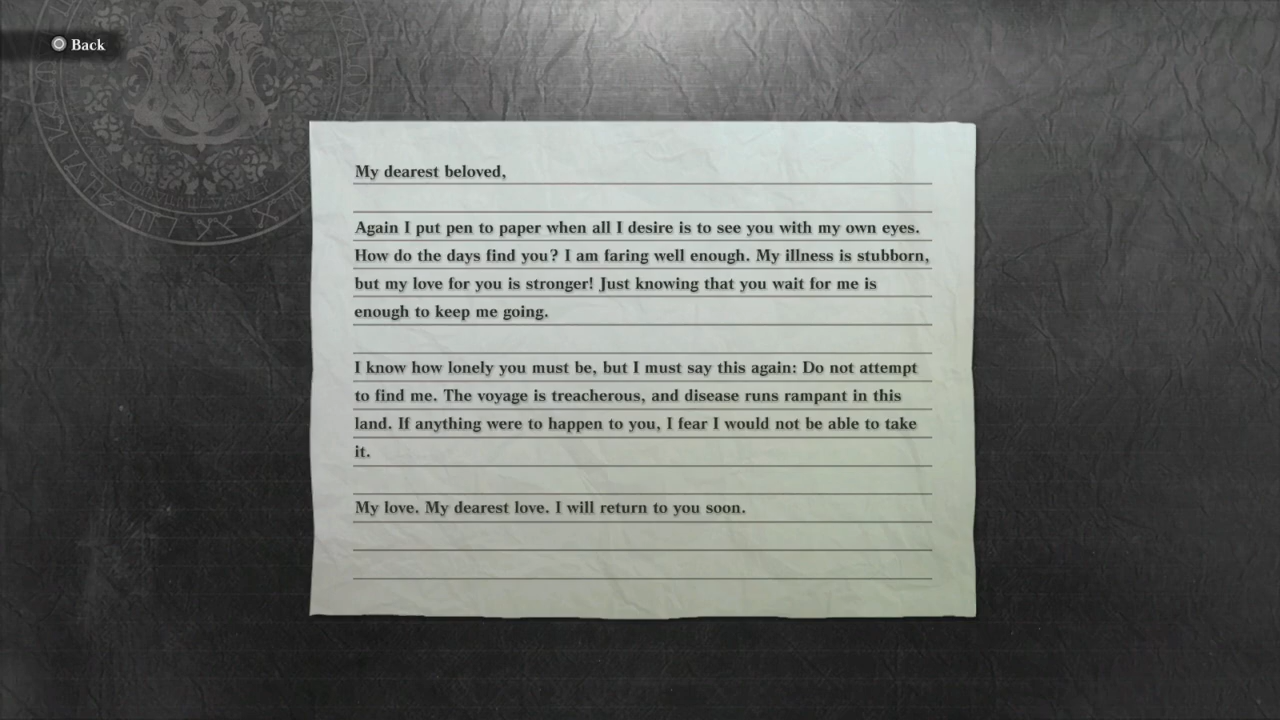 Back
My dearest beloved,
Again I put pen to paper when all I desire is to see you with my own eyes.
How do the days find you? I am faring well enough. My illness is stubborn,
but my love for you is stronger! Just knowing that you wait for me is
enough to keep me going.
I know how lonely you must be, but I must say this again: Do not attempt
to find me. The voyage is treacherous, and disease runs rampant in this
land. If anything were to happen to you, I fear I would not be able to take
it.
My love. My dearest love. I will return to you soon.